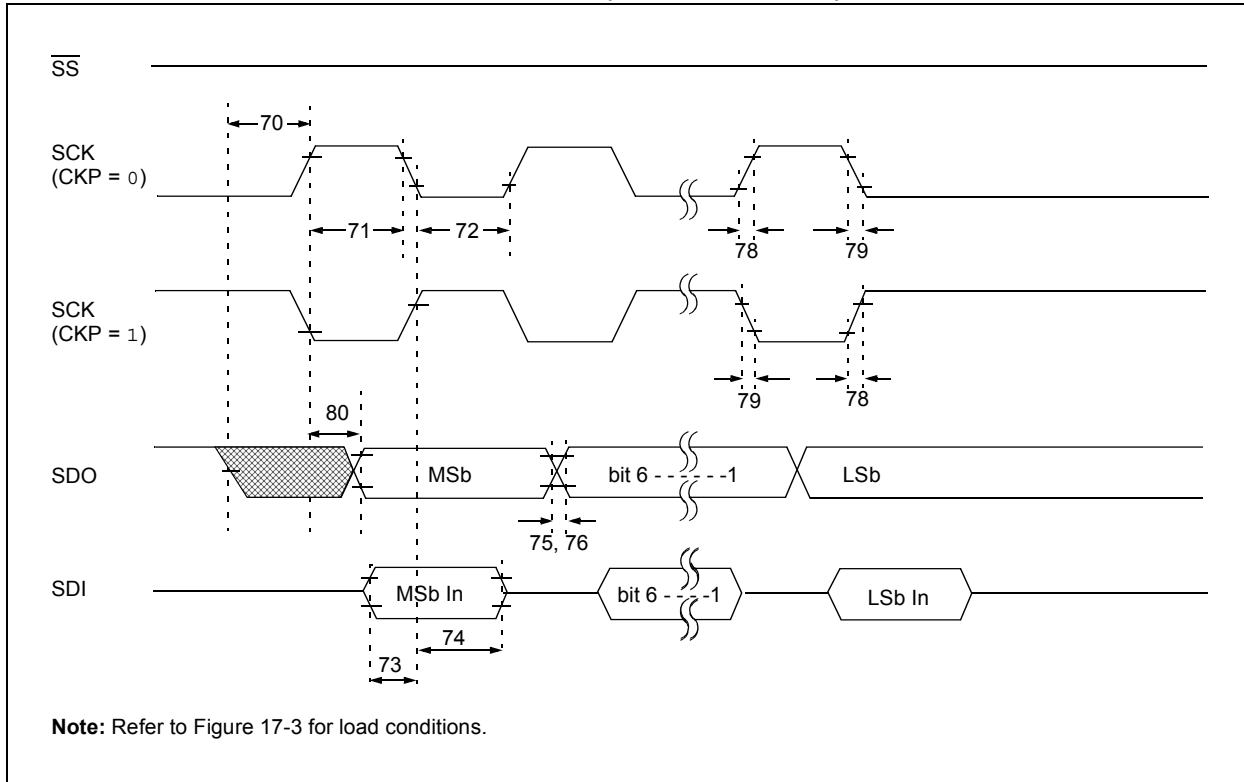 SS
70
SCK
(CKP = 0)
71
72
78
79
SCK
(CKP = 1)
79
78
80
SDO
MSb
bit 6 - - - - - -1
LSb
75, 76
SDI
MSb In
bit 6 - - - - -1
LSb In
74
73
Note: Refer to Figure 17-3 for load conditions.